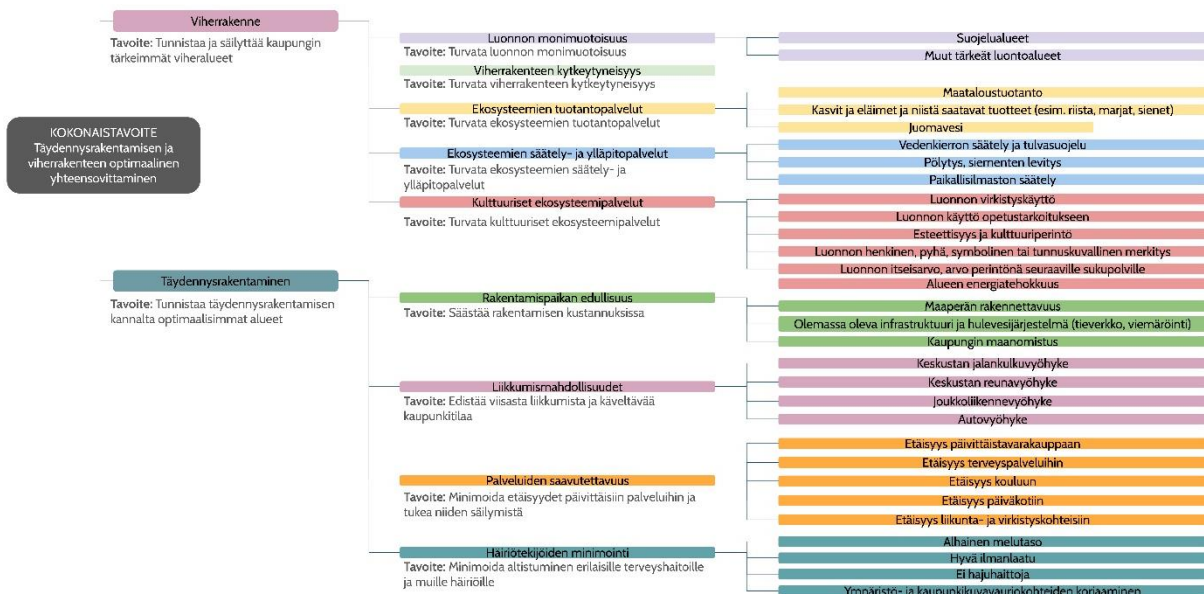 KOKONAISTAVOITE
Täydennysrakentamisen ja
viherrakenteen optimaalinen
yhteensovittaminen
Viherrakenne
Tavoite: Tunnistaa ja säilyttää kaupungin
tärkeimmät viheralueet
Luonnon monimuotoisuus
Tavoite: Turvata luonnon monimuotoisuus
Suojelualueet
Muut tärkeät luontoalueet
Viherrakenteen kytkeytyneisyys
Tavoite: Turvata viherrakenteen kytkeytyneisyys
Ekosysteemien tuotantopalvelut
Tavoite: Turvata ekosysteemien tuotantopalvelut
Maataloustuotanto
Kasvit ja eläimet ja niistä saatavat tuotteet (esim. riista, marjat, sienet)
Juomavesi
Ekosysteemien säätely- ja ylläpitopalvelut
Tavoite: Turvata ekosysteemien säätely- ja
ylläpitopalvelut
Vedenkierron säätely ja tulvasuojelu
Pölytys, siementen levitys
Paikallisilmaston säätely
Kulttuuriset ekosysteemipalvelut
Tavoite: Turvata kulttuuriset ekosysteemipalvelut
Luonnon virkistyskäyttö
Luonnon käyttö opetustarkoitukseen
Esteettisyys ja kulttuuriperintö
Luonnon henkinen, pyhä, symbolinen tai tunnuskuvallinen merkitys
Luonnon itseisarvo, arvo perintönä seuraaville sukupolville
Täydennysrakentaminen
Tavoite: Tunnistaa täydennysrakentamisen
kannalta optimaalisimmat alueet
Rakentamispaikan edullisuus
Tavoite: Säästää rakentamisen kustannuksissa
Alueen energiatehokkuus
Maaperän rakennettavuus
Olemassa oleva infrastruktuuri ja hulevesijärjestelmä (tieverkko, viemäröinti)
Kaupungin maanomistus
Liikkumismahdollisuudet
Tavoite: Edistää viisasta liikkumista ja käveltävää
kaupunkitilaa
Keskustan jalankulkuvyöhyke
Keskustan reunavyöhyke
Joukkoliikennevyöhyke
Autovyöhyke
Palveluiden saavutettavuus
Tavoite: Minimoida etäisyydet päivittäisiin palveluihin ja
tukea niiden säilymistä
Etäisyys päivittäistavarakauppaan
Etäisyys terveyspalveluihin
Etäisyys kouluun
Etäisyys päiväkotiin
Etäisyys liikunta- ja virkistyskohteisiin
Häiriötekijöiden minimointi
Tavoite: Minimoida altistuminen erilaisille terveyshaitoille
ja muille häiriöille
Alhainen melutaso
Hyvä ilmanlaatu
Ei hajuhaittoja
Ympäristö- ja kaupunkikuvavauriokohteiden korjaaminen